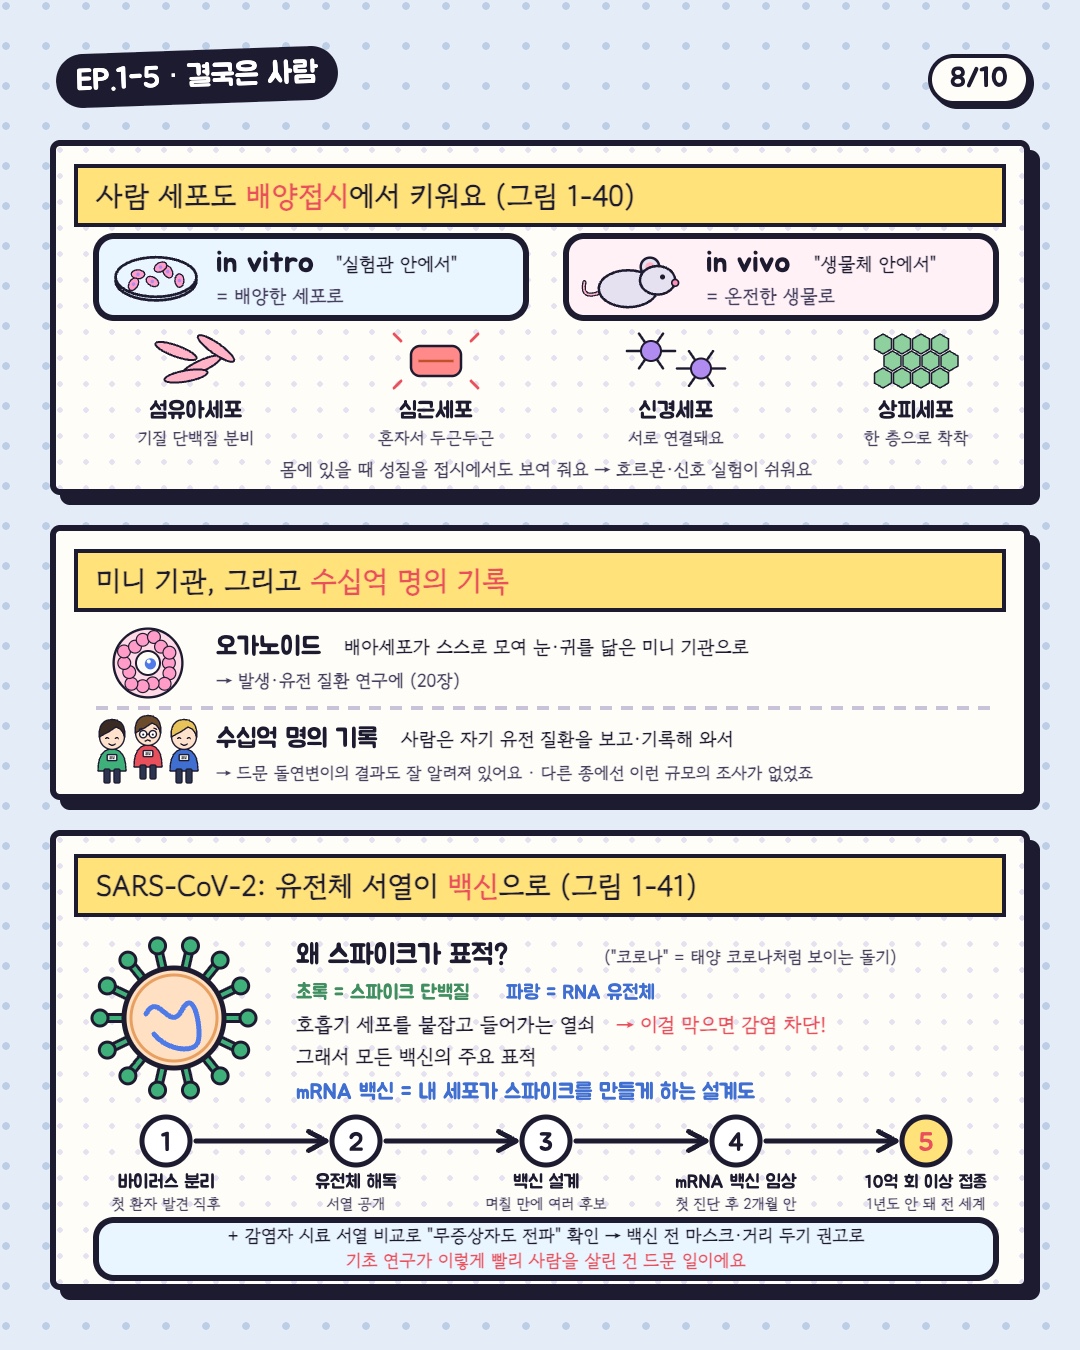 EP.1-5 · 결국은 사람
8/10
사람 세포도 배양접시에서 키워요 (그림 1-40)
in vitro "실험관 안에서"
= 배양한 세포로
in vivo "생물체 안에서"
= 온전한 생물로
섬유아세포
기질 단백질 분비
심근세포
혼자서 두근두근
신경세포
서로 연결돼요
상피세포
한 층으로 착착
몸에 있을 때 성질을 접시에서도 보여 줘요 → 호르몬·신호 실험이 쉬워요
미니 기관, 그리고 수십억 명의 기록
오가노이드 배아세포가 스스로 모여 눈·귀를 닮은 미니 기관으로
→ 발생·유전 질환 연구에 (20장)
수십억 명의 기록 사람은 자기 유전 질환을 보고·기록해 와서
→ 드문 돌연변이의 결과도 잘 알려져 있어요 · 다른 종에선 이런 규모의 조사가 없었죠
SARS-CoV-2: 유전체 서열이 백신으로 (그림 1-41)
왜 스파이크가 표적? ("코로나" = 태양 코로나처럼 보이는 돌기)
초록 = 스파이크 단백질 파랑 = RNA 유전체
호흡기 세포를 붙잡고 들어가는 열쇠 → 이걸 막으면 감염 차단!
그래서 모든 백신의 주요 표적
mRNA 백신 = 내 세포가 스파이크를 만들게 하는 설계도
1
바이러스 분리
첫 환자 발견 직후
2
유전체 해독
서열 공개
3
백신 설계
며칠 만에 여러 후보
4
mRNA 백신 임상
첫 진단 후 2개월 안
5
10억 회 이상 접종
1년도 안 돼 전 세계
+ 감염자 시료 서열 비교로 "무증상자도 전파" 확인 → 백신 전 마스크·거리 두기 권고로
기초 연구가 이렇게 빨리 사람을 살린 건 드문 일이에요